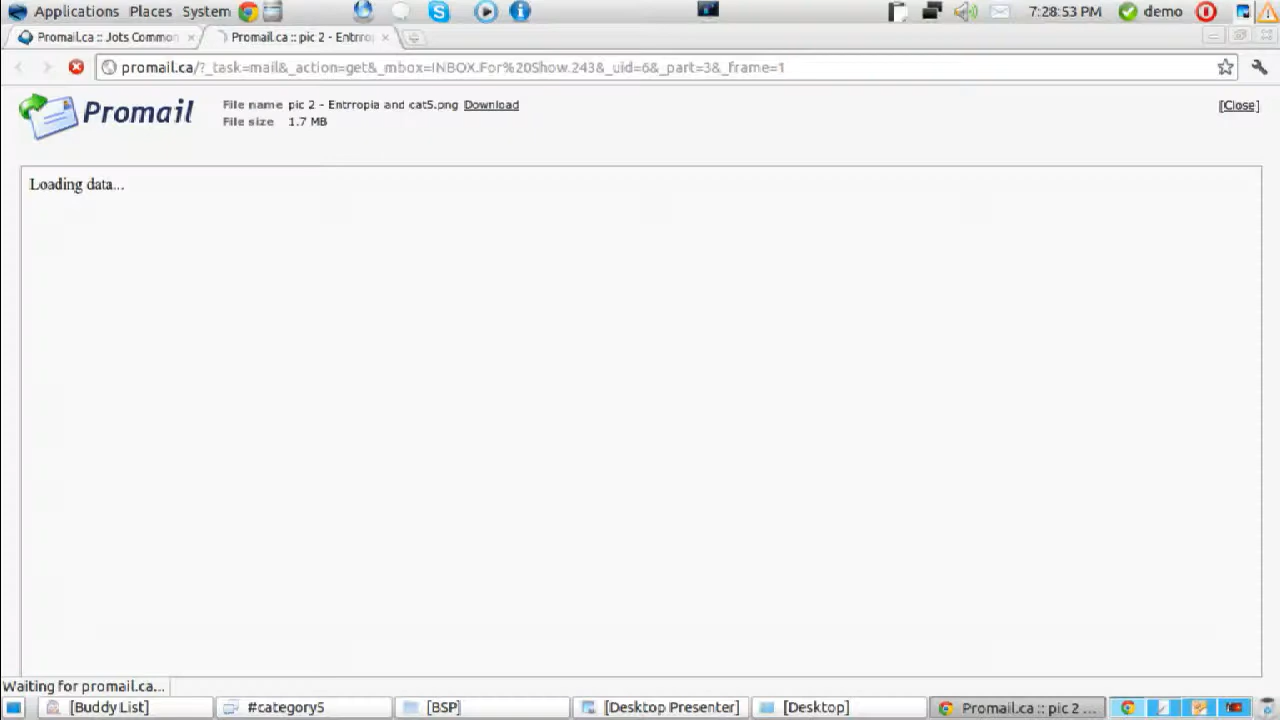 Applications Places System 7:28:53 PM demo
Promail.ca :: Jots Common Promail.ca :: pic 2 - Entrrop
promail.ca/?_task=mail&_action=get&_mbox=INBOX.For%20Show.243&_uid=6&_part=3&_frame=1
Promail
File name pic 2 - Entrropia and cat5.png Download
[Close]
File size 1.7 MB
Loading data...
Waiting for promail.ca...
[Buddy List] #category5 [BSP] [Desktop Presenter] [Desktop] Promail.ca :: pic 2 ...